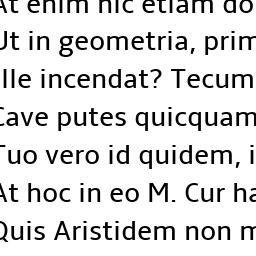 At enim hic etiam do
Ut in geometria, prim
Ille incendat? Tecum
Cave putes quicquam
Tuo vero id quidem, i
At hoc in eo M. Cur ha
Quis Aristidem non m